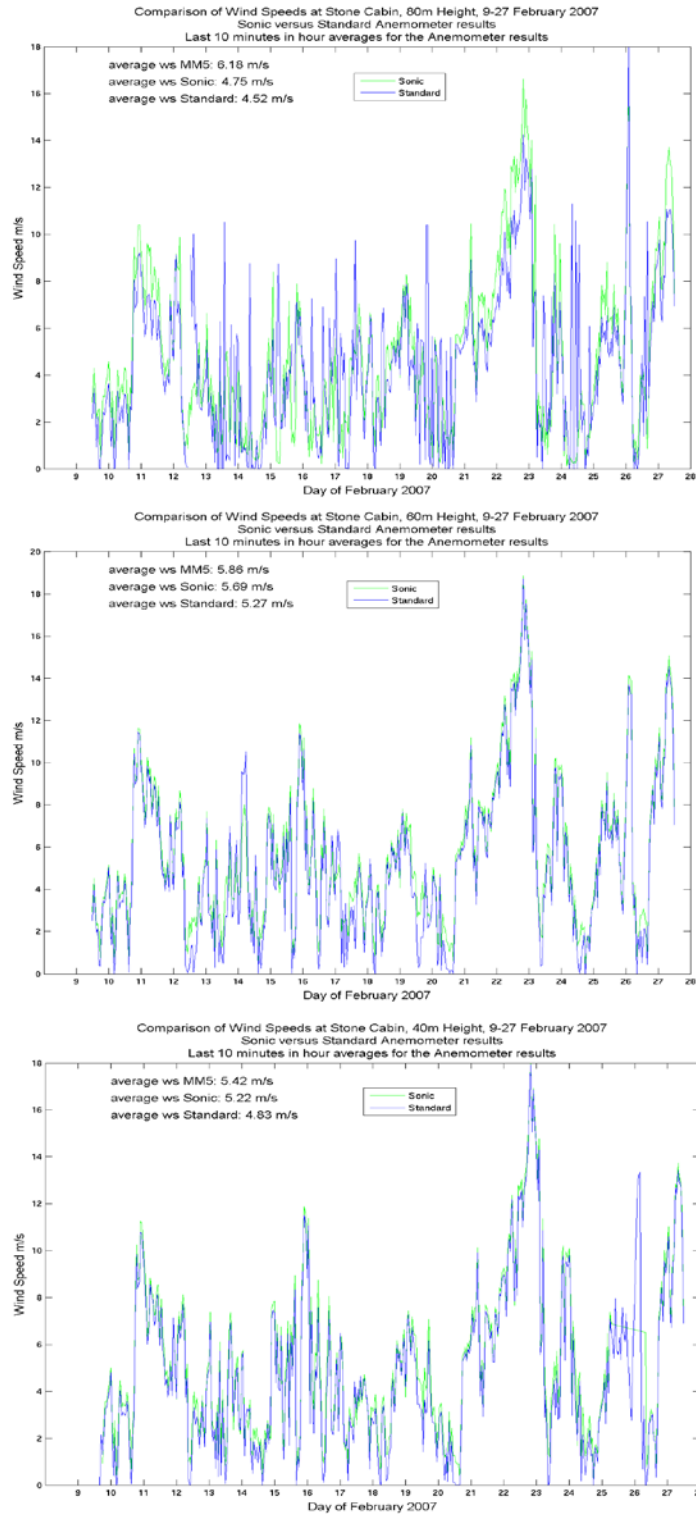 Comparison of Wind Speeds at Stone Cabin, 80m Height, 9-27 February 2007
Sonic versus Standard Anemometer results
Last 10 minutes in hour averages for the Anemometer results
average ws MM5: 6.18 m/s
average ws Sonic: 4.75 m/s
average ws Standard: 4.52 m/s
Sonic
Standard
18
16
14
12
10
8
6
4
2
0
Wind Speed m/s
9 10 11 12 13 14 15 16 17 18 19 20 21 22 23 24 25 26 27 28
Day of February 2007
Comparison of Wind Speeds at Stone Cabin, 60m Height, 9-27 February 2007
Sonic versus Standard Anemometer results
Last 10 minutes in hour averages for the Anemometer results
average ws MM5: 5.86 m/s
average ws Sonic: 5.69 m/s
average ws Standard: 5.27 m/s
Sonic
Standard
20
18
16
14
12
10
8
6
4
2
0
Wind Speed m/s
9 10 11 12 13 14 15 16 17 18 19 20 21 22 23 24 25 26 27 28
Day of February 2007
Comparison of Wind Speeds at Stone Cabin, 40m Height, 9-27 February 2007
Sonic versus Standard Anemometer results
Last 10 minutes in hour averages for the Anemometer results
average ws MM5: 5.42 m/s
average ws Sonic: 5.22 m/s
average ws Standard: 4.83 m/s
Sonic
Standard
18
16
14
12
10
8
6
4
2
0
Wind Speed m/s
10 11 12 13 14 15 16 17 18 19 20 21 22 23 24 25 26 27 2
Day of February 2007